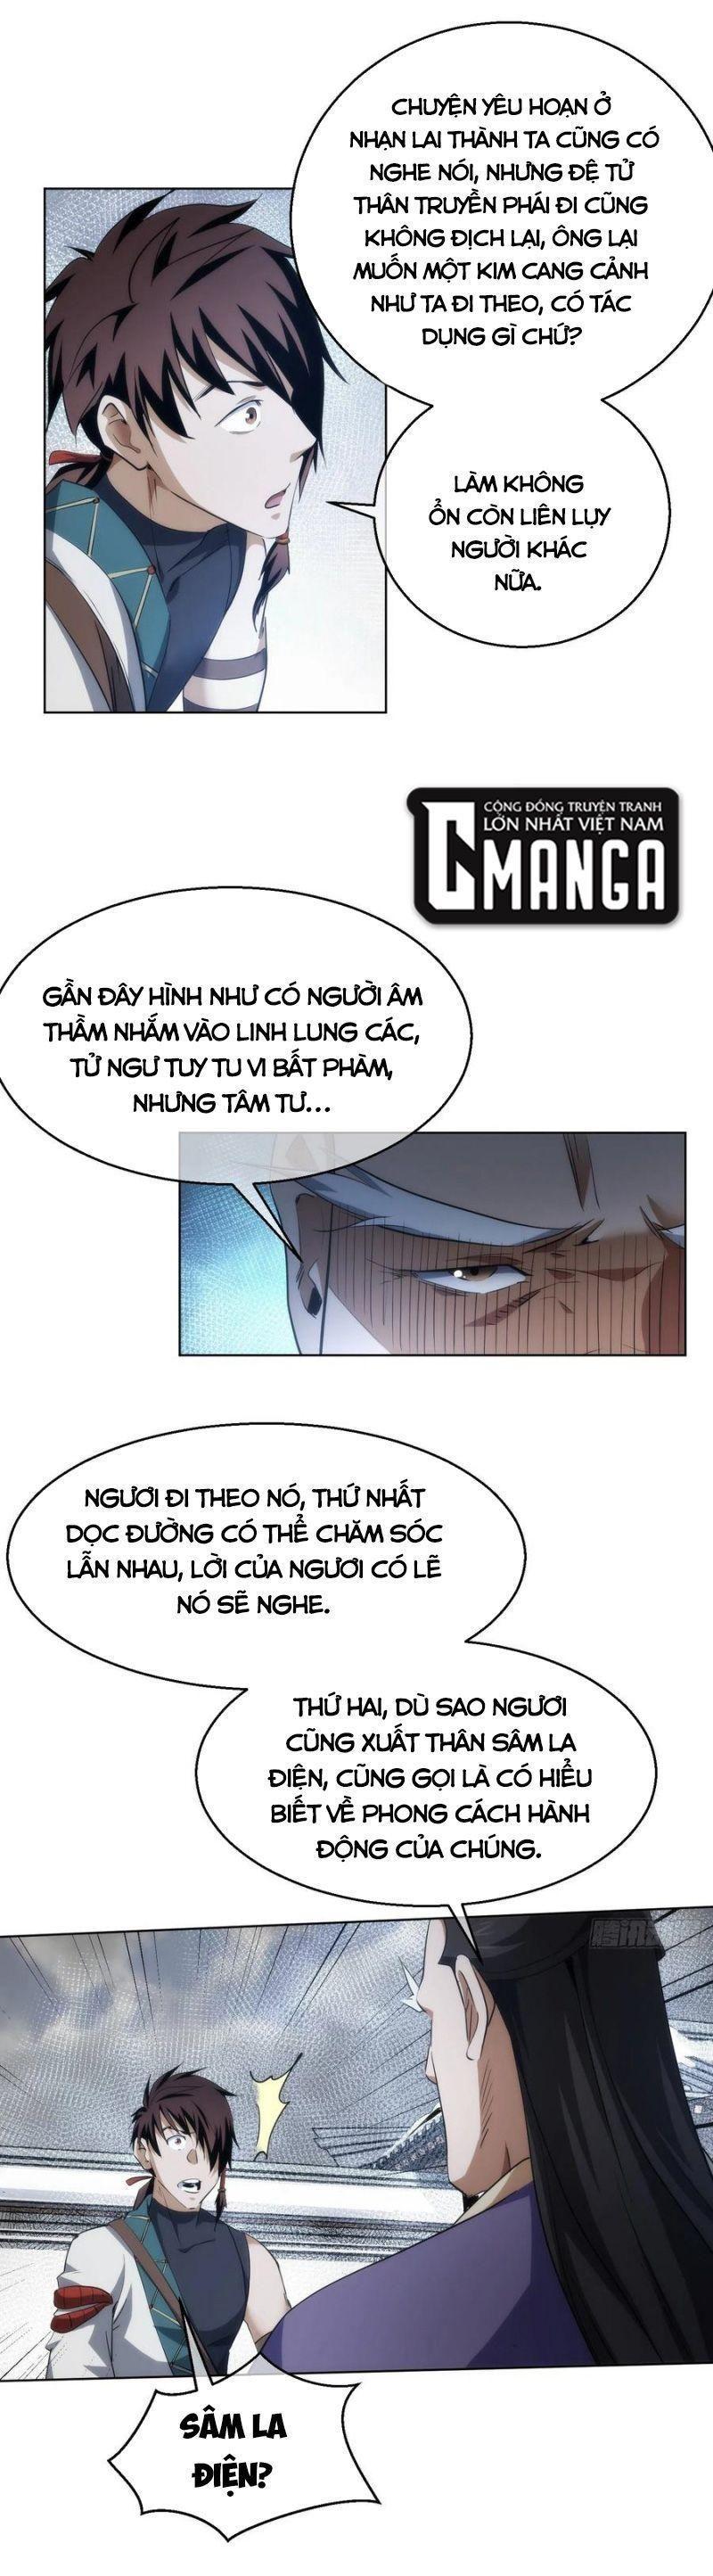 CHUYỆN YÊU HOẠN Ở
NHẠN LAI THÀNH TA CŨNG CÓ
NGHE NÓI, NHƯNG ĐỆ TỬ
THÂN TRUYỀN PHÁI ĐI CŨNG
KHÔNG ĐỊCH LẠI, ÔNG LẠI
MUỐN MỘT KIM CANG CẢNH
NHƯ TA ĐI THEO, CÓ TÁC
DỤNG GÌ CHỨ?
LÀM KHÔNG
ỔN CÒN LIÊN LỤY
NGƯỜI KHÁC
NỮA.
CỘNG ĐỒNG TRUYỆN TRANH
LỚN NHẤT VIỆT NAM
CMANGA
GẦN ĐÂY HÌNH NHƯ CÓ NGƯỜI ÂM
THẦM NHẮM VÀO LINH LUNG CÁC,
TỬ NGƯ TUY TU VI BẤT PHÀM,
NHƯNG TÂM TƯ...
NGƯƠI ĐI THEO NÓ, THỨ NHẤT
DỌC ĐƯỜNG CÓ THỂ CHĂM SÓC
LẪN NHAU, LỜI CỦA NGƯƠI CÓ LẼ
NÓ SẼ NGHE.
THỨ HAI, DÙ SAO NGƯƠI
CŨNG XUẤT THÂN SÂM LA
ĐIỆN, CŨNG GỌI LÀ CÓ HIỂU
BIẾT VỀ PHONG CÁCH HÀNH
ĐỘNG CỦA CHÚNG.
SÂM LA
ĐIỆN?